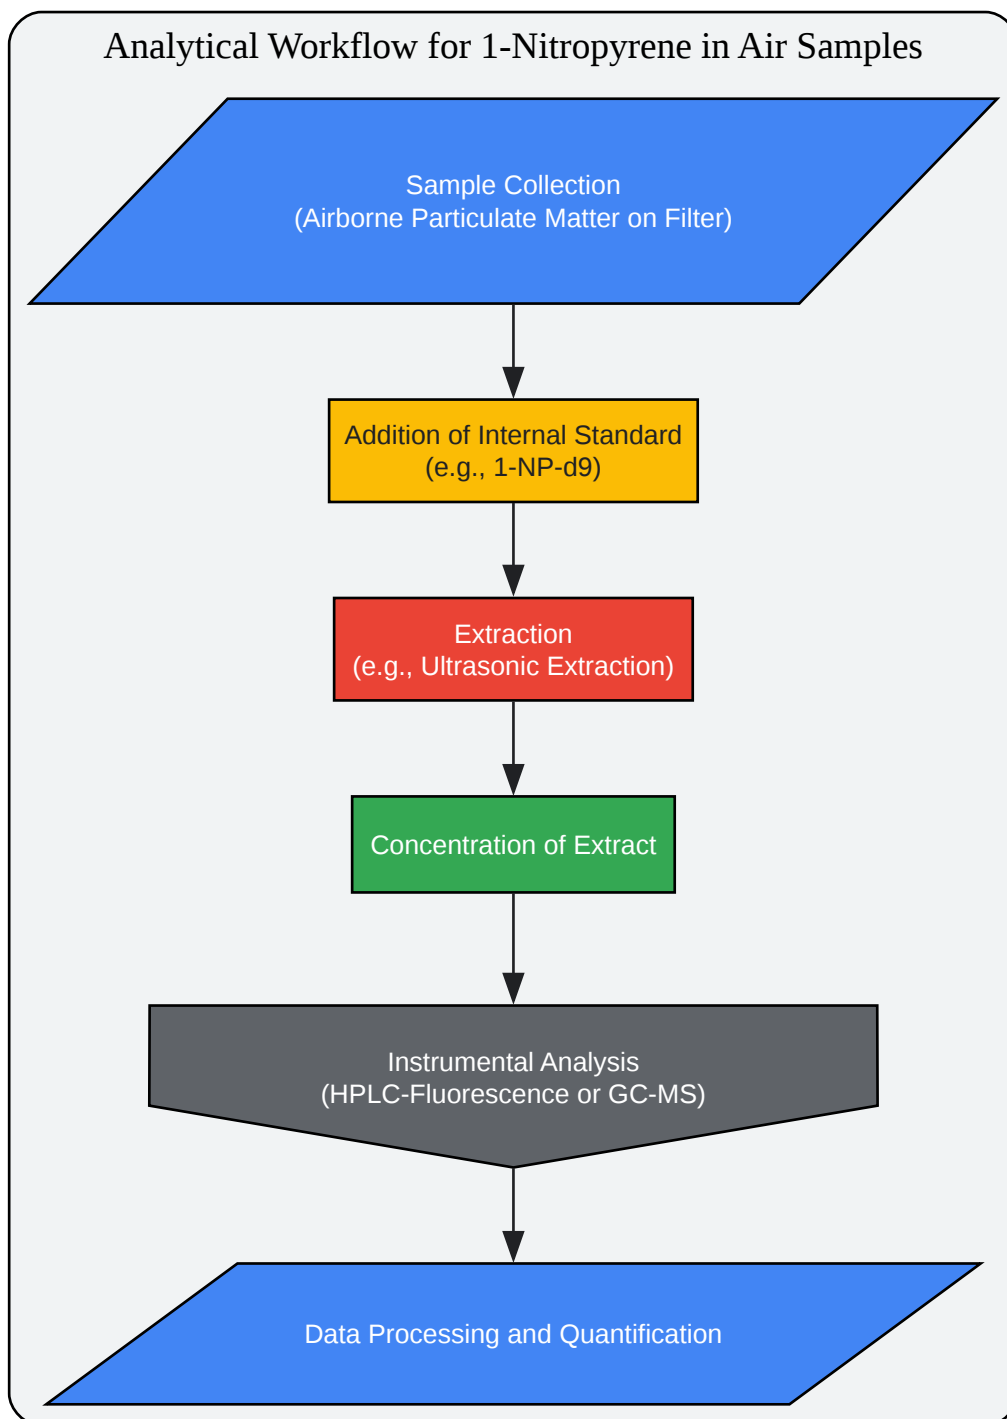 Analytical Workflow for 1-Nitropyrene in Air Samples
Sample Collection
(Airborne Particulate Matter on Filter)
Addition of Internal Standard
(e.g., 1-NP-d9)
Extraction
(e.g., Ultrasonic Extraction)
Concentration of Extract
Instrumental Analysis
(HPLC-Fluorescence or GC-MS)
Data Processing and Quantification